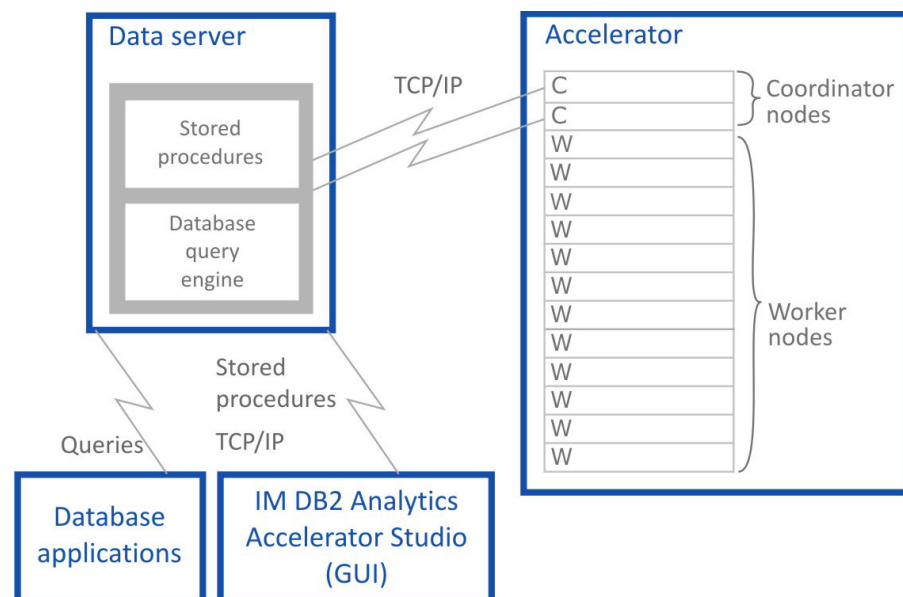 Data server
Stored
procedures
Database
query
engine
TCP/IP
Accelerator
C
C
W
W
W
W
W
W
W
W
W
W
W
W
Coordinator
nodes
Worker
nodes
Stored
procedures
Queries
TCP/IP
Database
applications
IM DB2 Analytics
Accelerator Studio
(GUI)